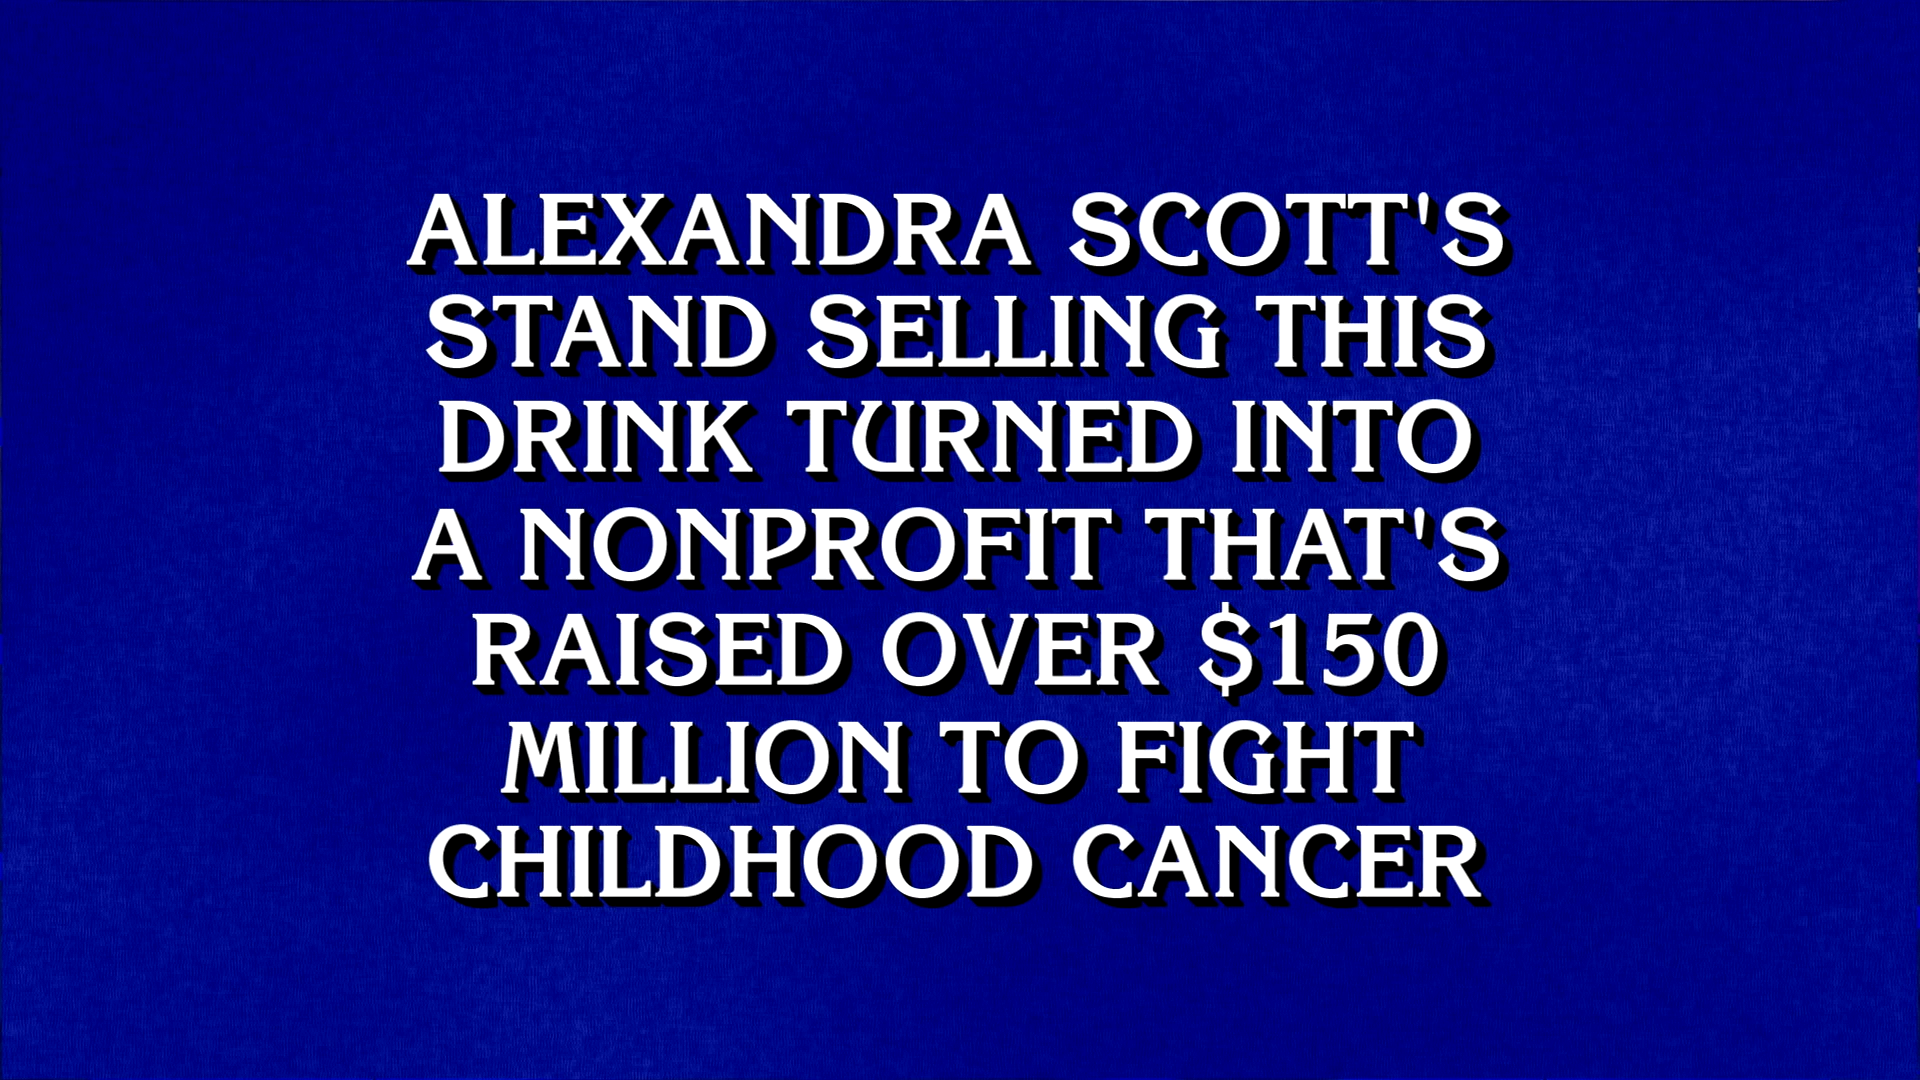 ALEXANDRA SCOTT'S
STAND SELLING THIS
DRINK TURNED INTO
A NONPROFIT THAT'S
RAISED OVER $150
MILLION TO FIGHT
CHILDHOOD CANCER